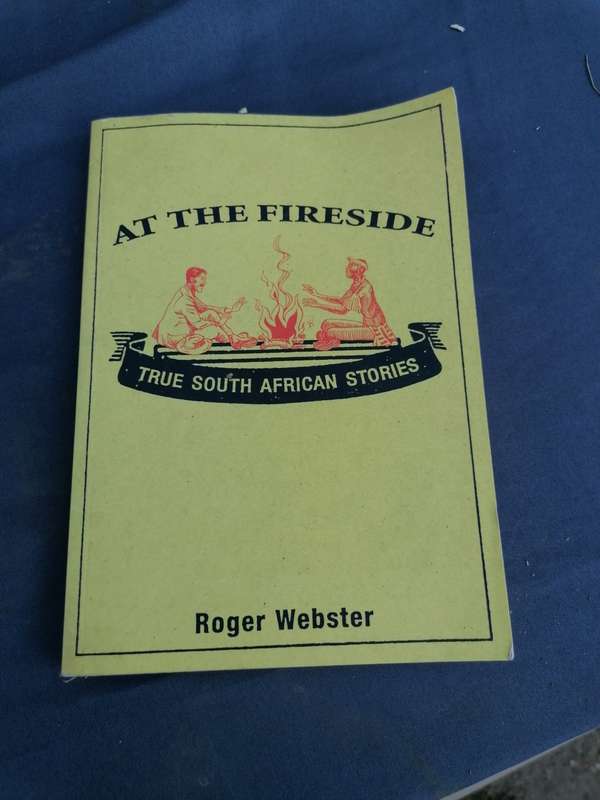 AT THE FIRESIDE
TRUE SOUTH AFRICAN STORIES
Roger Webster